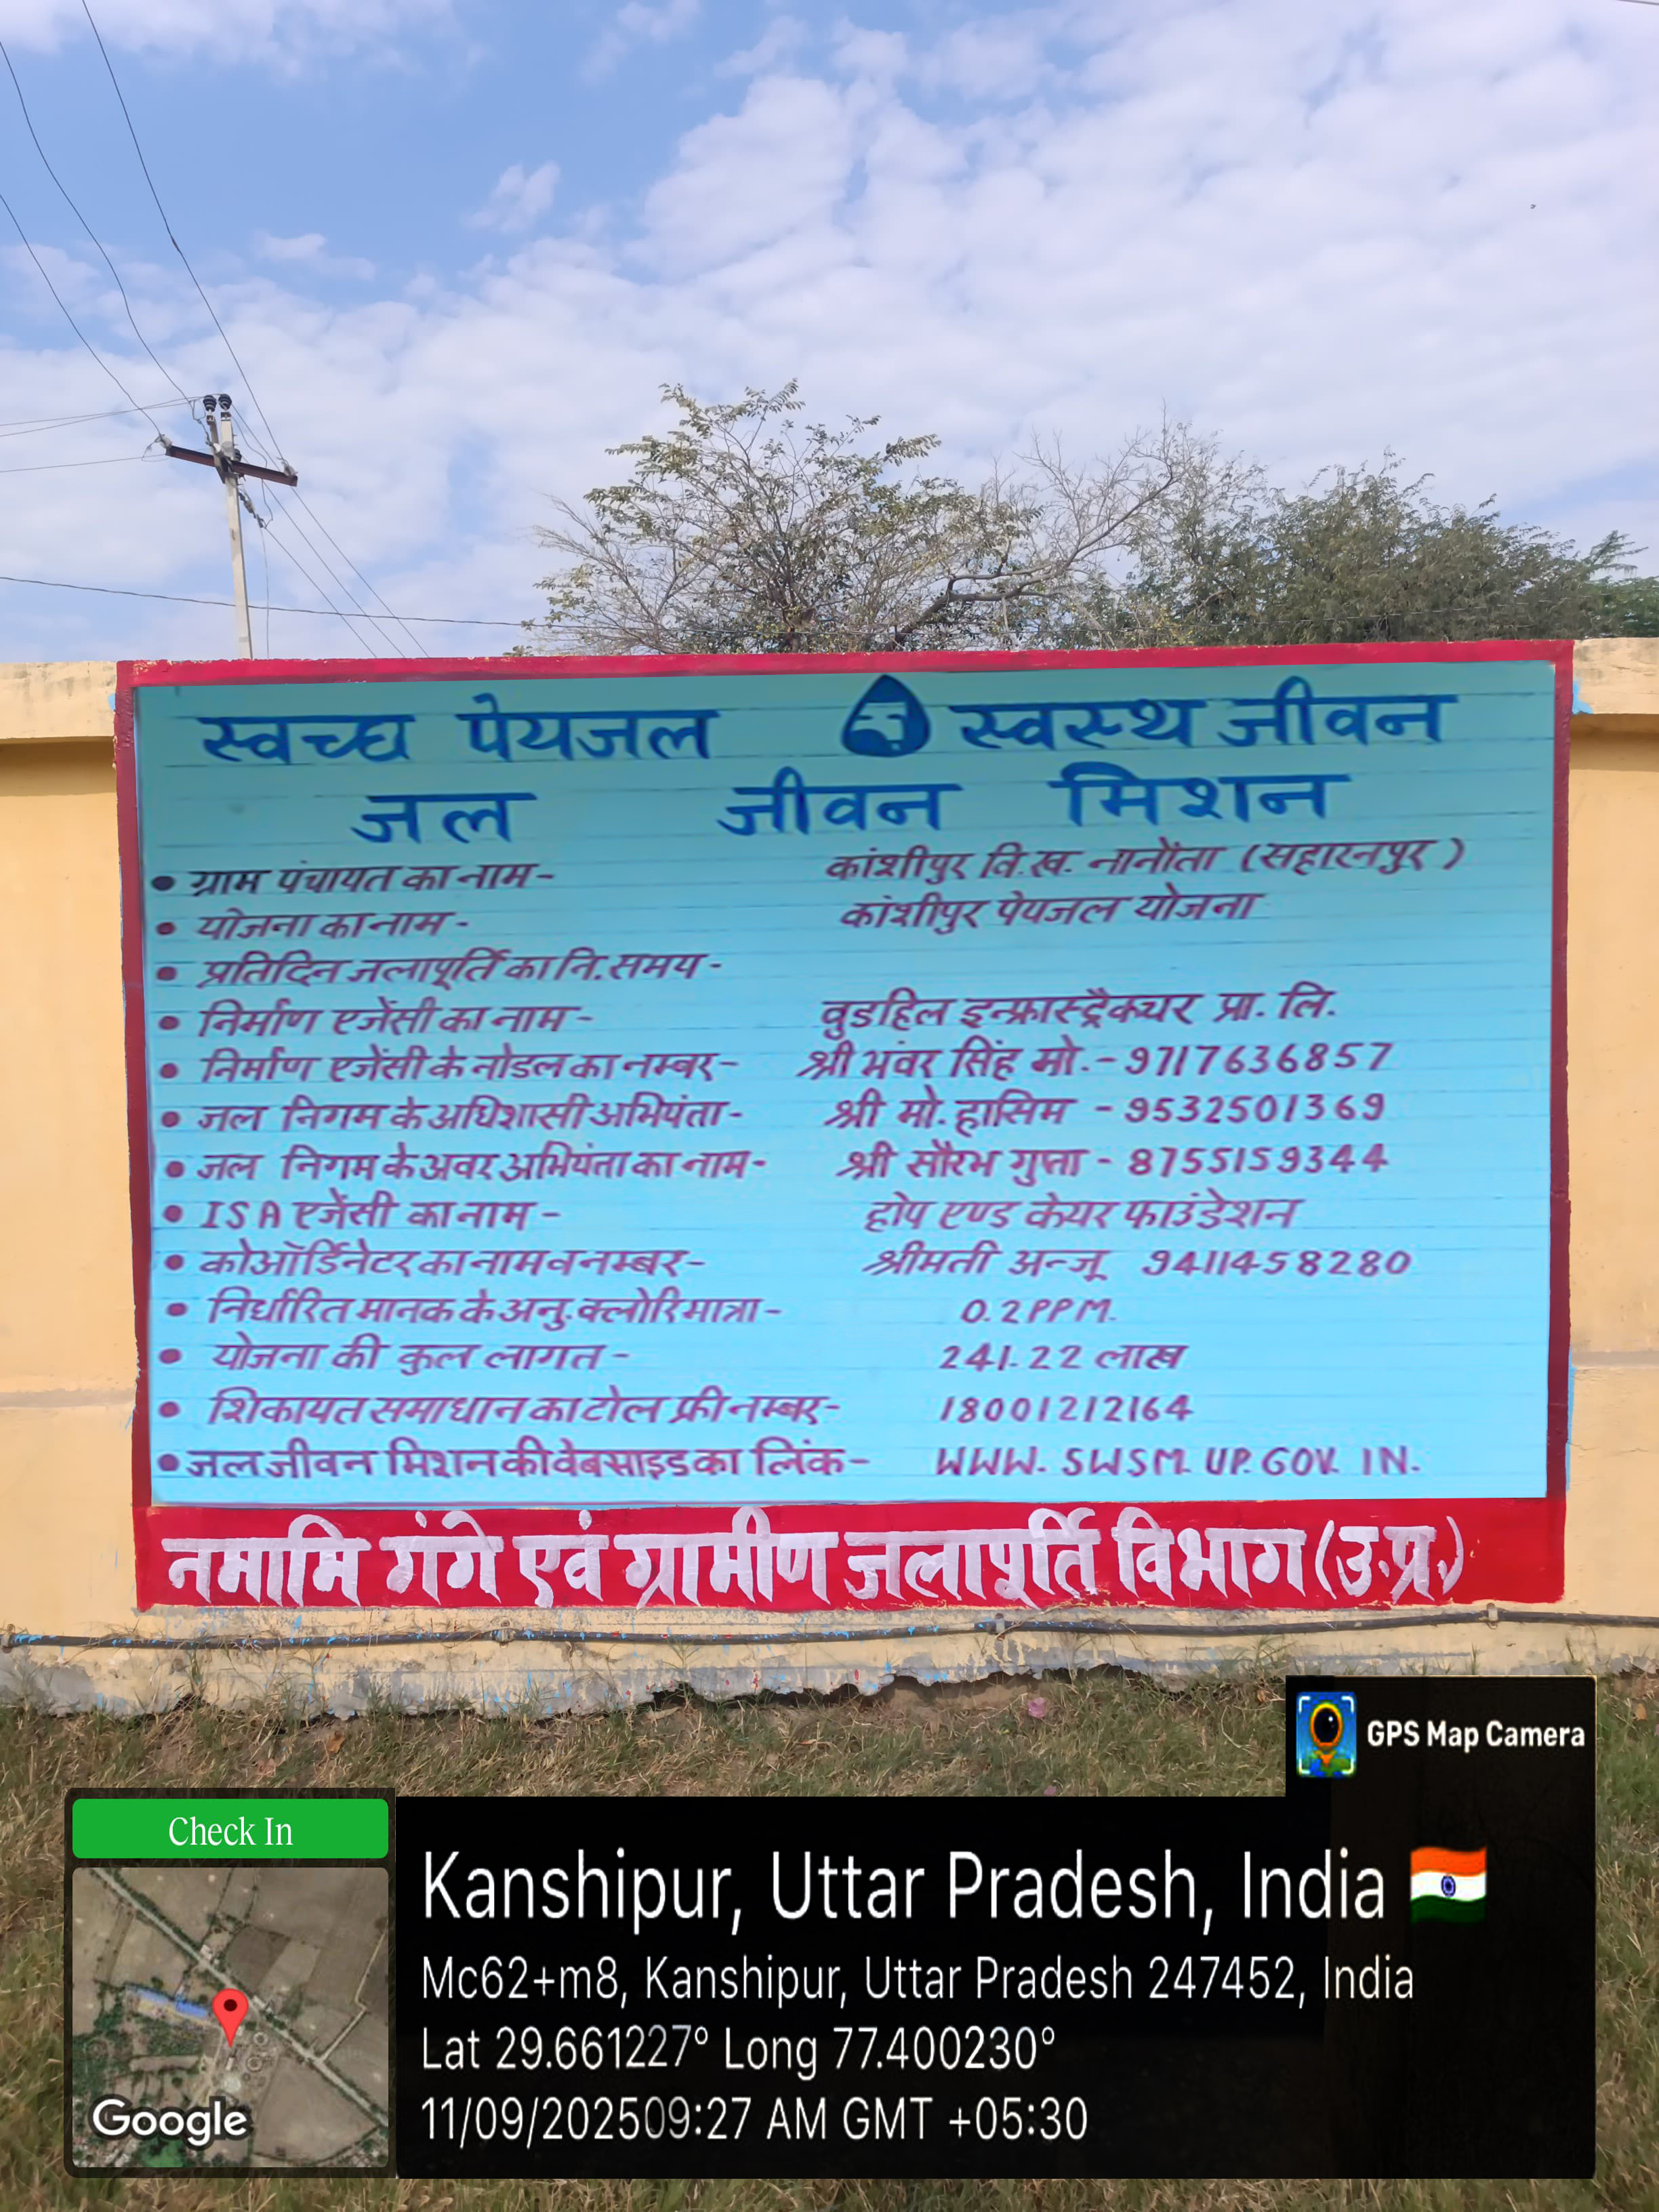 स्वच्छ पेयजल स्वस्थ जीवन
जल जीवन मिशन
• ग्राम पंचायत का नाम- कांशीपुर वि.ख. नानोंता (सहारनपुर)
• योजना का नाम- कांशीपुर पेयजल योजना
• प्रतिदिन जलापूर्ति का नि.समय-
• निर्माण एजेंसी का नाम- वुडहिल इन्फ्रास्ट्रैक्चर प्रा. लि.
• निर्माण एजेंसी के नोडल का नम्बर- श्री भंवर सिंह मो.- 9717636857
• जल निगम के अधिशासी अभियंता- श्री मो. हासिम - 9532501369
• जल निगम के अवर अभियंता का नाम- श्री सौरभ गुप्ता - 8755159344
• ISA एजेंसी का नाम- होप एण्ड केयर फाउंडेशन
• कोऑर्डिनेटर का नाम व नम्बर- श्रीमती अन्जू 9411458280
• निर्धारित मानक के अनु. क्लोरि मात्रा- 0.2 PPM.
• योजना की कुल लागत- 241.22 लाख
• शिकायत समाधान का टोल फ्री नम्बर- 18001212164
• जल जीवन मिशन की वेबसाइड का लिंक- WWW. SWSM. UP. GOV. IN.
नमामि गंगे एवं ग्रामीण जलापूर्ति विभाग (उ.प्र.)
GPS Map Camera
Check In
Google
Kanshipur, Uttar Pradesh, India
Mc62+m8, Kanshipur, Uttar Pradesh 247452, India
Lat 29.661227° Long 77.400230°
11/09/202509:27 AM GMT +05:30